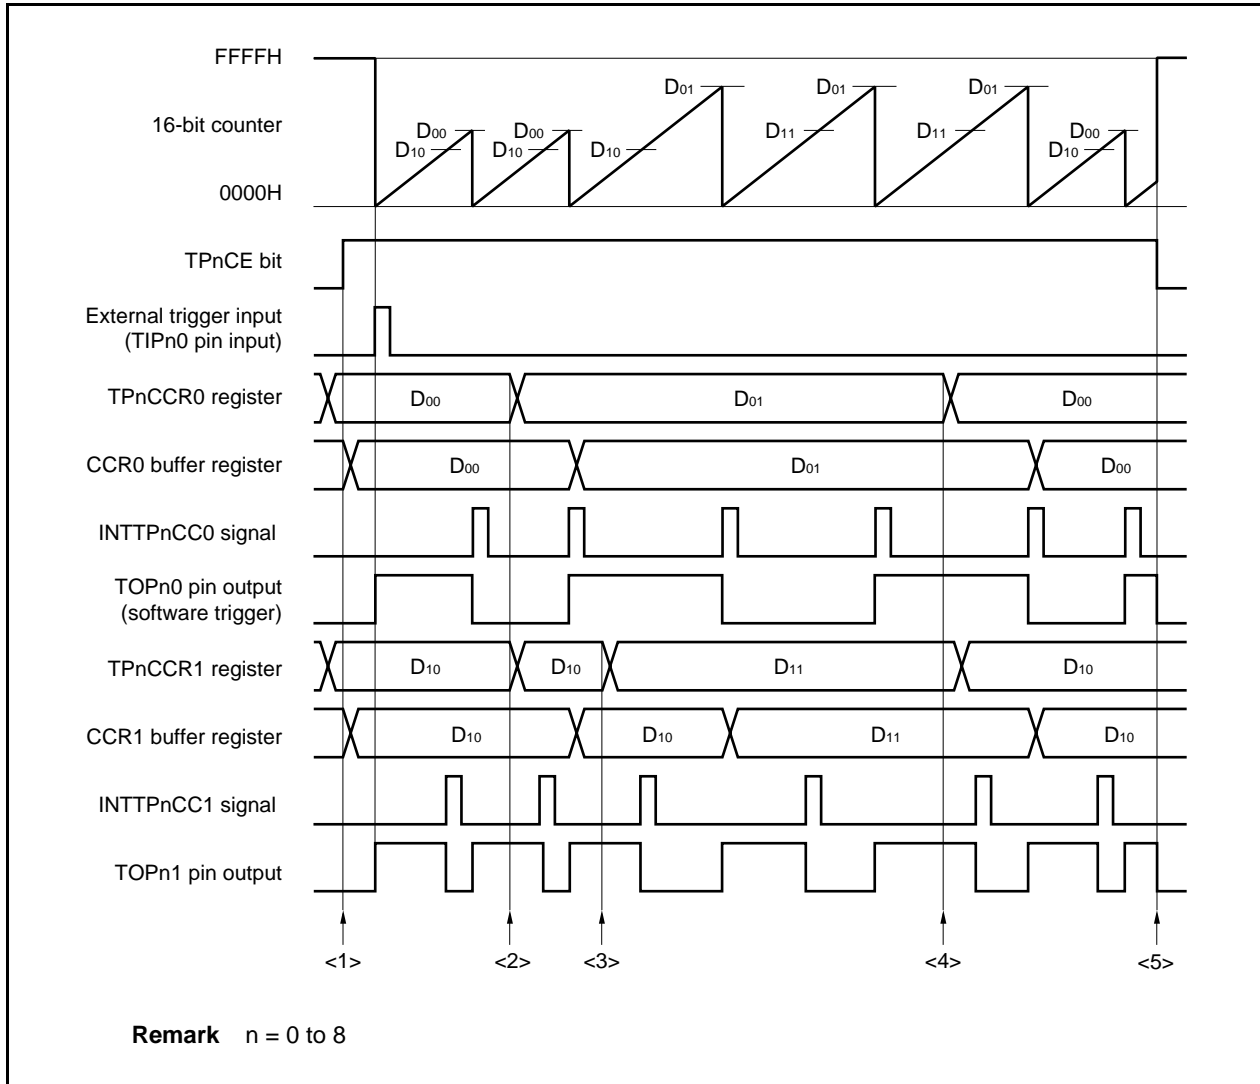 FFFFH
16-bit counter
0000H
D01 D01 D01
D00 D00 D11 D11 D00
D10 D10 D10 D10
TPnCE bit
External trigger input
(TIPn0 pin input)
TPnCCR0 register D00 D01 D00
CCR0 buffer register D00 D01 D00
INTTPnCC0 signal
TOPn0 pin output
(software trigger)
TPnCCR1 register D10 D10 D11 D10
CCR1 buffer register D10 D10 D11 D10
INTTPnCC1 signal
TOPn1 pin output
<1> <2> <3> <4> <5>
Remark n = 0 to 8